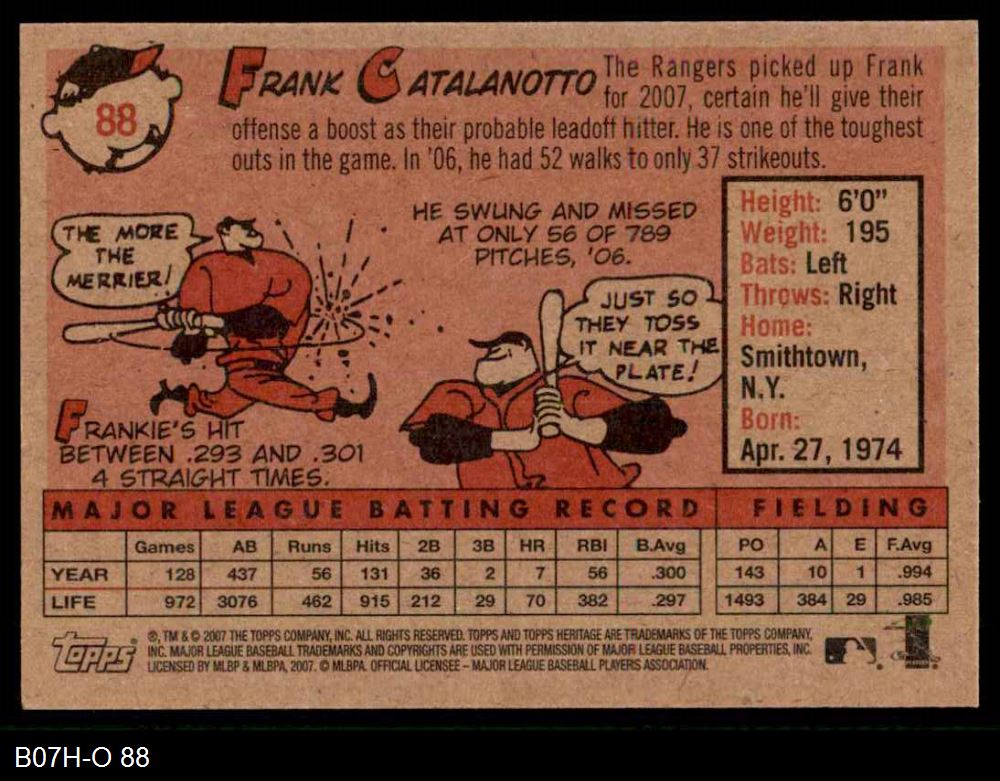 88
FRANK CATALANOTTO
The Rangers picked up Frank
for 2007, certain he'll give their
offense a boost as their probable leadoff hitter. He is one of the toughest
outs in the game. In '06, he had 52 walks to only 37 strikeouts.
THE MORE
THE
MERRIER!
FRANKIE'S HIT
BETWEEN .293 AND .301
4 STRAIGHT TIMES.
HE SWUNG AND MISSED
AT ONLY 56 OF 789
PITCHES, '06.
JUST SO
THEY TOSS
IT NEAR THE
PLATE!
Height: 6'0"
Weight: 195
Bats: Left
Throws: Right
Home:
Smithtown,
N.Y.
Born:
Apr. 27, 1974
MAJOR LEAGUE BATTING RECORD FIELDING
Games AB Runs Hits 2B 3B HR RBI B.Avg PO A E F.Avg
YEAR 128 437 56 131 36 2 7 56 .300 143 10 1 .994
LIFE 972 3076 462 915 212 29 70 382 .297 1493 384 29 .985
TOPPS
®, TM & © 2007 THE TOPPS COMPANY, INC. ALL RIGHTS RESERVED. TOPPS AND TOPPS HERITAGE ARE TRADEMARKS OF THE TOPPS COMPANY,
INC. MAJOR LEAGUE BASEBALL TRADEMARKS AND COPYRIGHTS ARE USED WITH PERMISSION OF MAJOR LEAGUE BASEBALL PROPERTIES, INC.
LICENSED BY MLBP & MLBPA, 2007. © MLBPA. OFFICIAL LICENSEE – MAJOR LEAGUE BASEBALL PLAYERS ASSOCIATION.
B07H-O 88